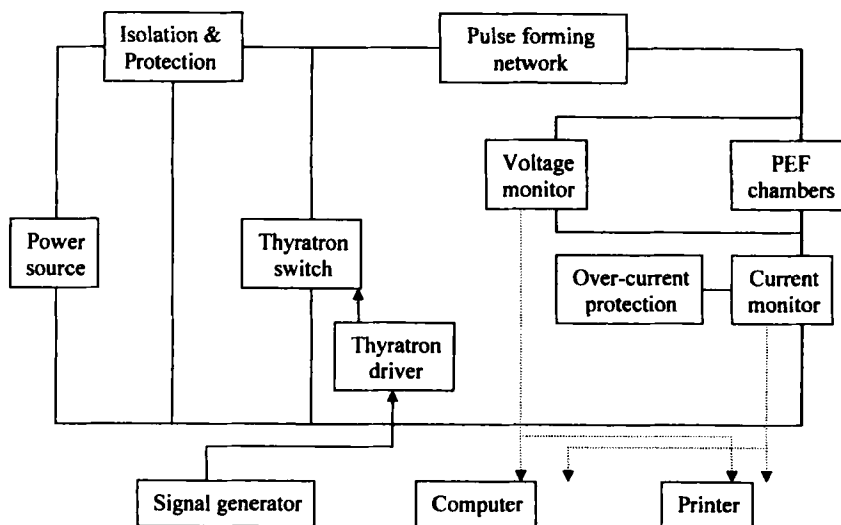 Isolation &
Protection
Pulse forming
network
Voltage
monitor
PEF
chambers
Power
source
Thyratron
switch
Over-current
protection
Current
monitor
Thyratron
driver
Signal generator
Computer
Printer